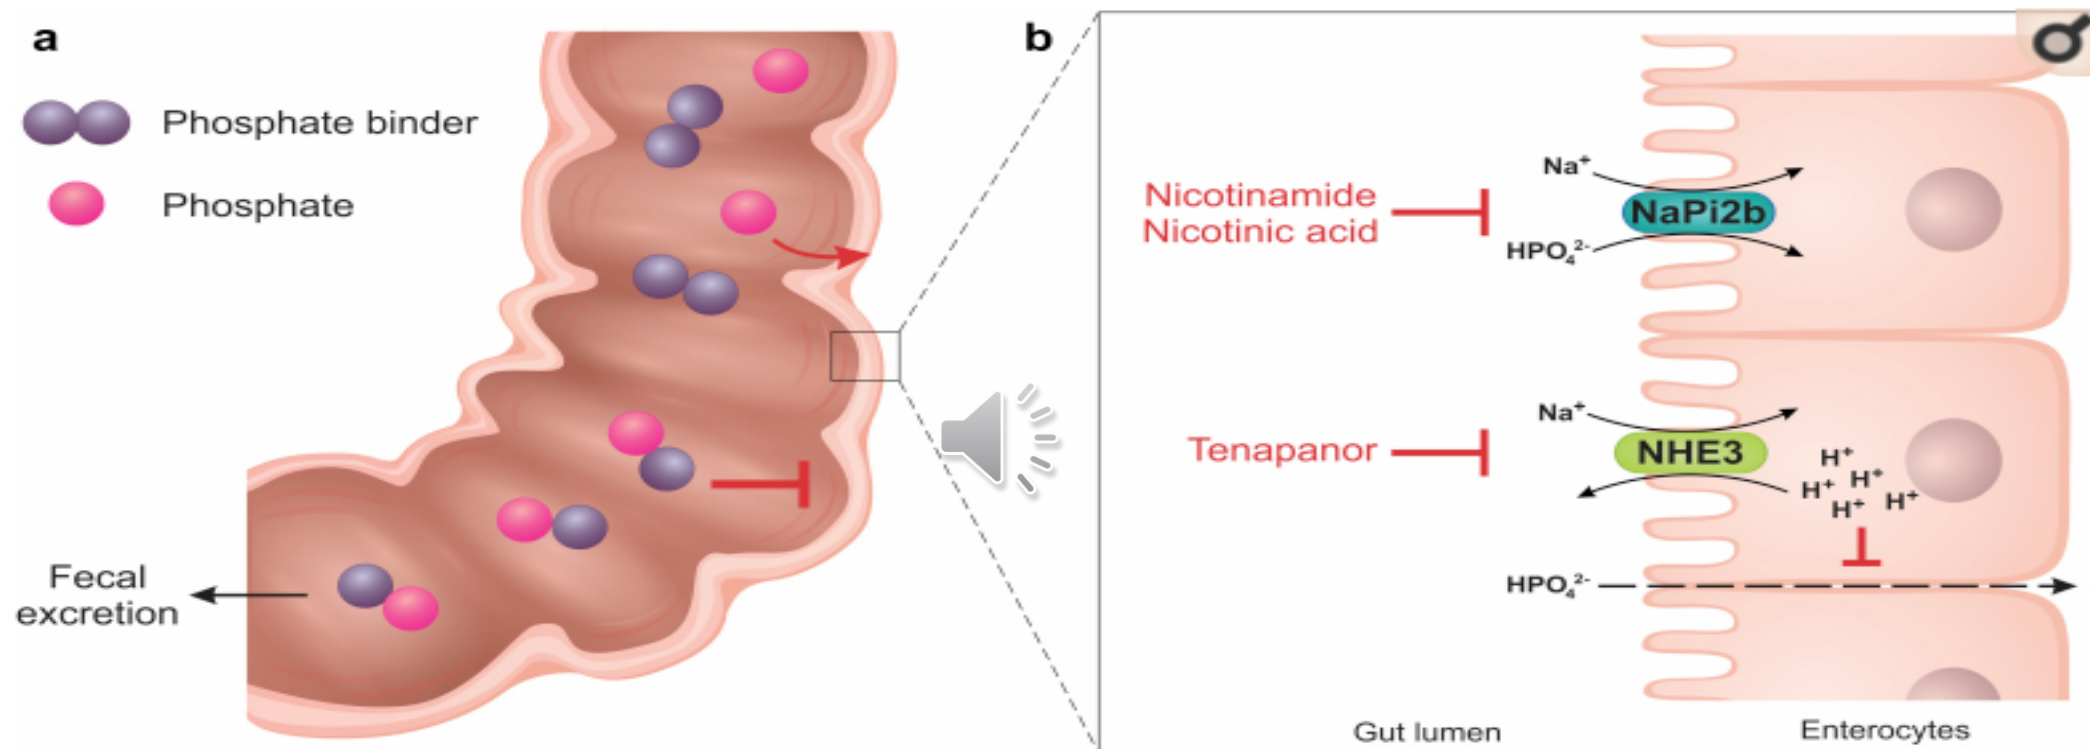 a
Phosphate binder
Phosphate
Fecal
excretion
b
Nicotinamide
Nicotinic acid
Na⁺
NaPi2b
HPO₄²⁻
Tenapanor
Na⁺
NHE3
H⁺
H⁺ H⁺
H⁺ H⁺
HPO₄²⁻
Gut lumen
Enterocytes